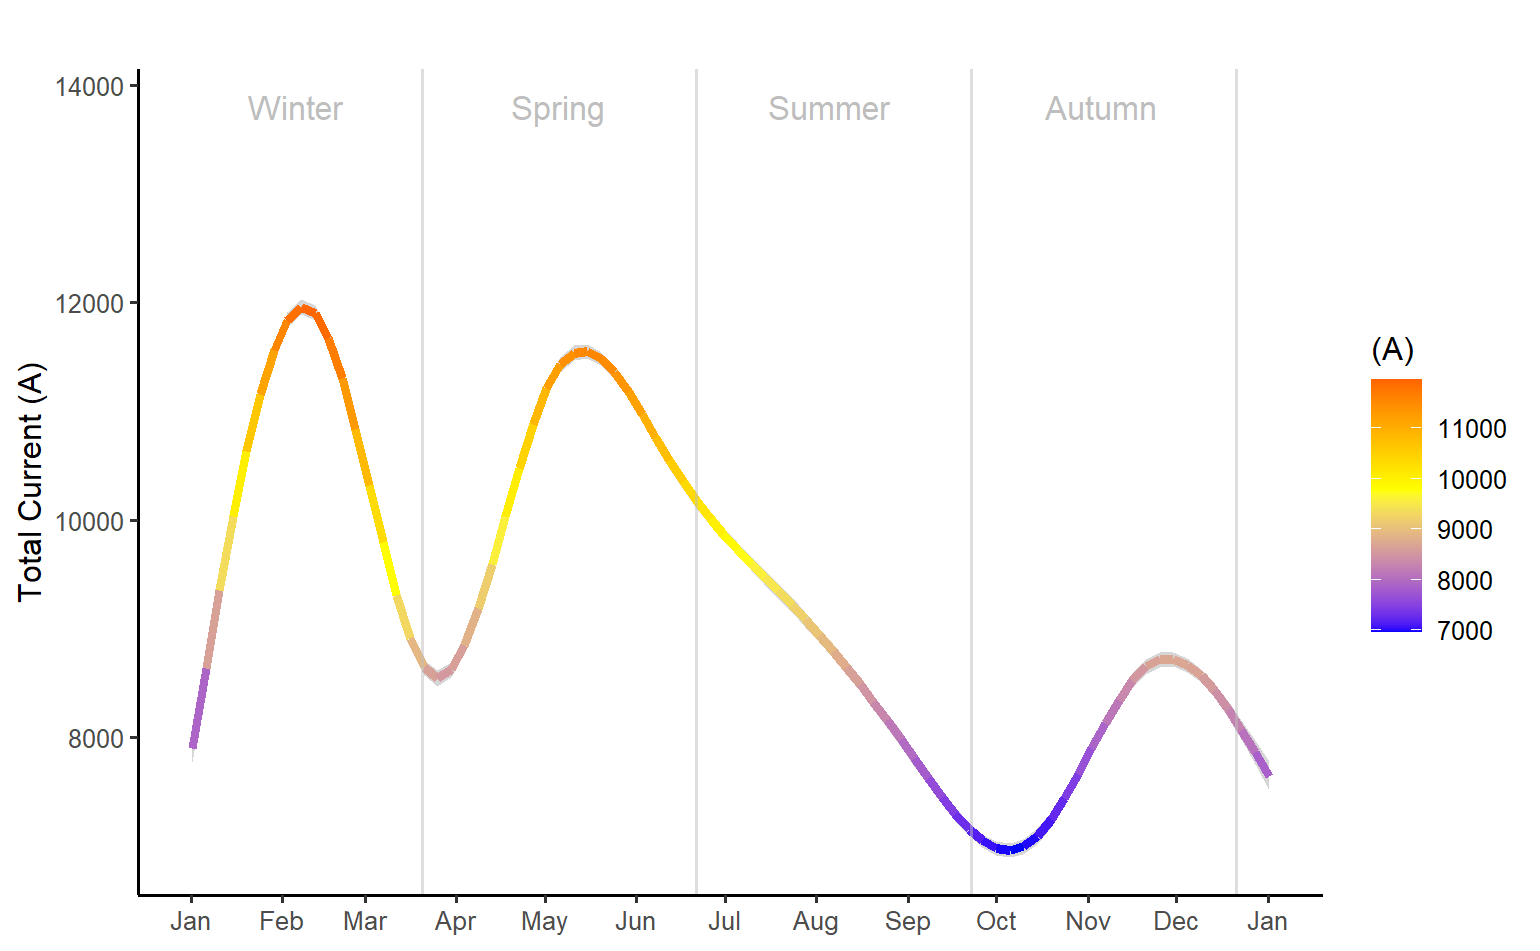 14000
12000
10000
8000
Total Current (A)
Winter
Spring
Summer
Autumn
Jan
Feb
Mar
Apr
May
Jun
Jul
Aug
Sep
Oct
Nov
Dec
Jan
(A)
11000
10000
9000
8000
7000